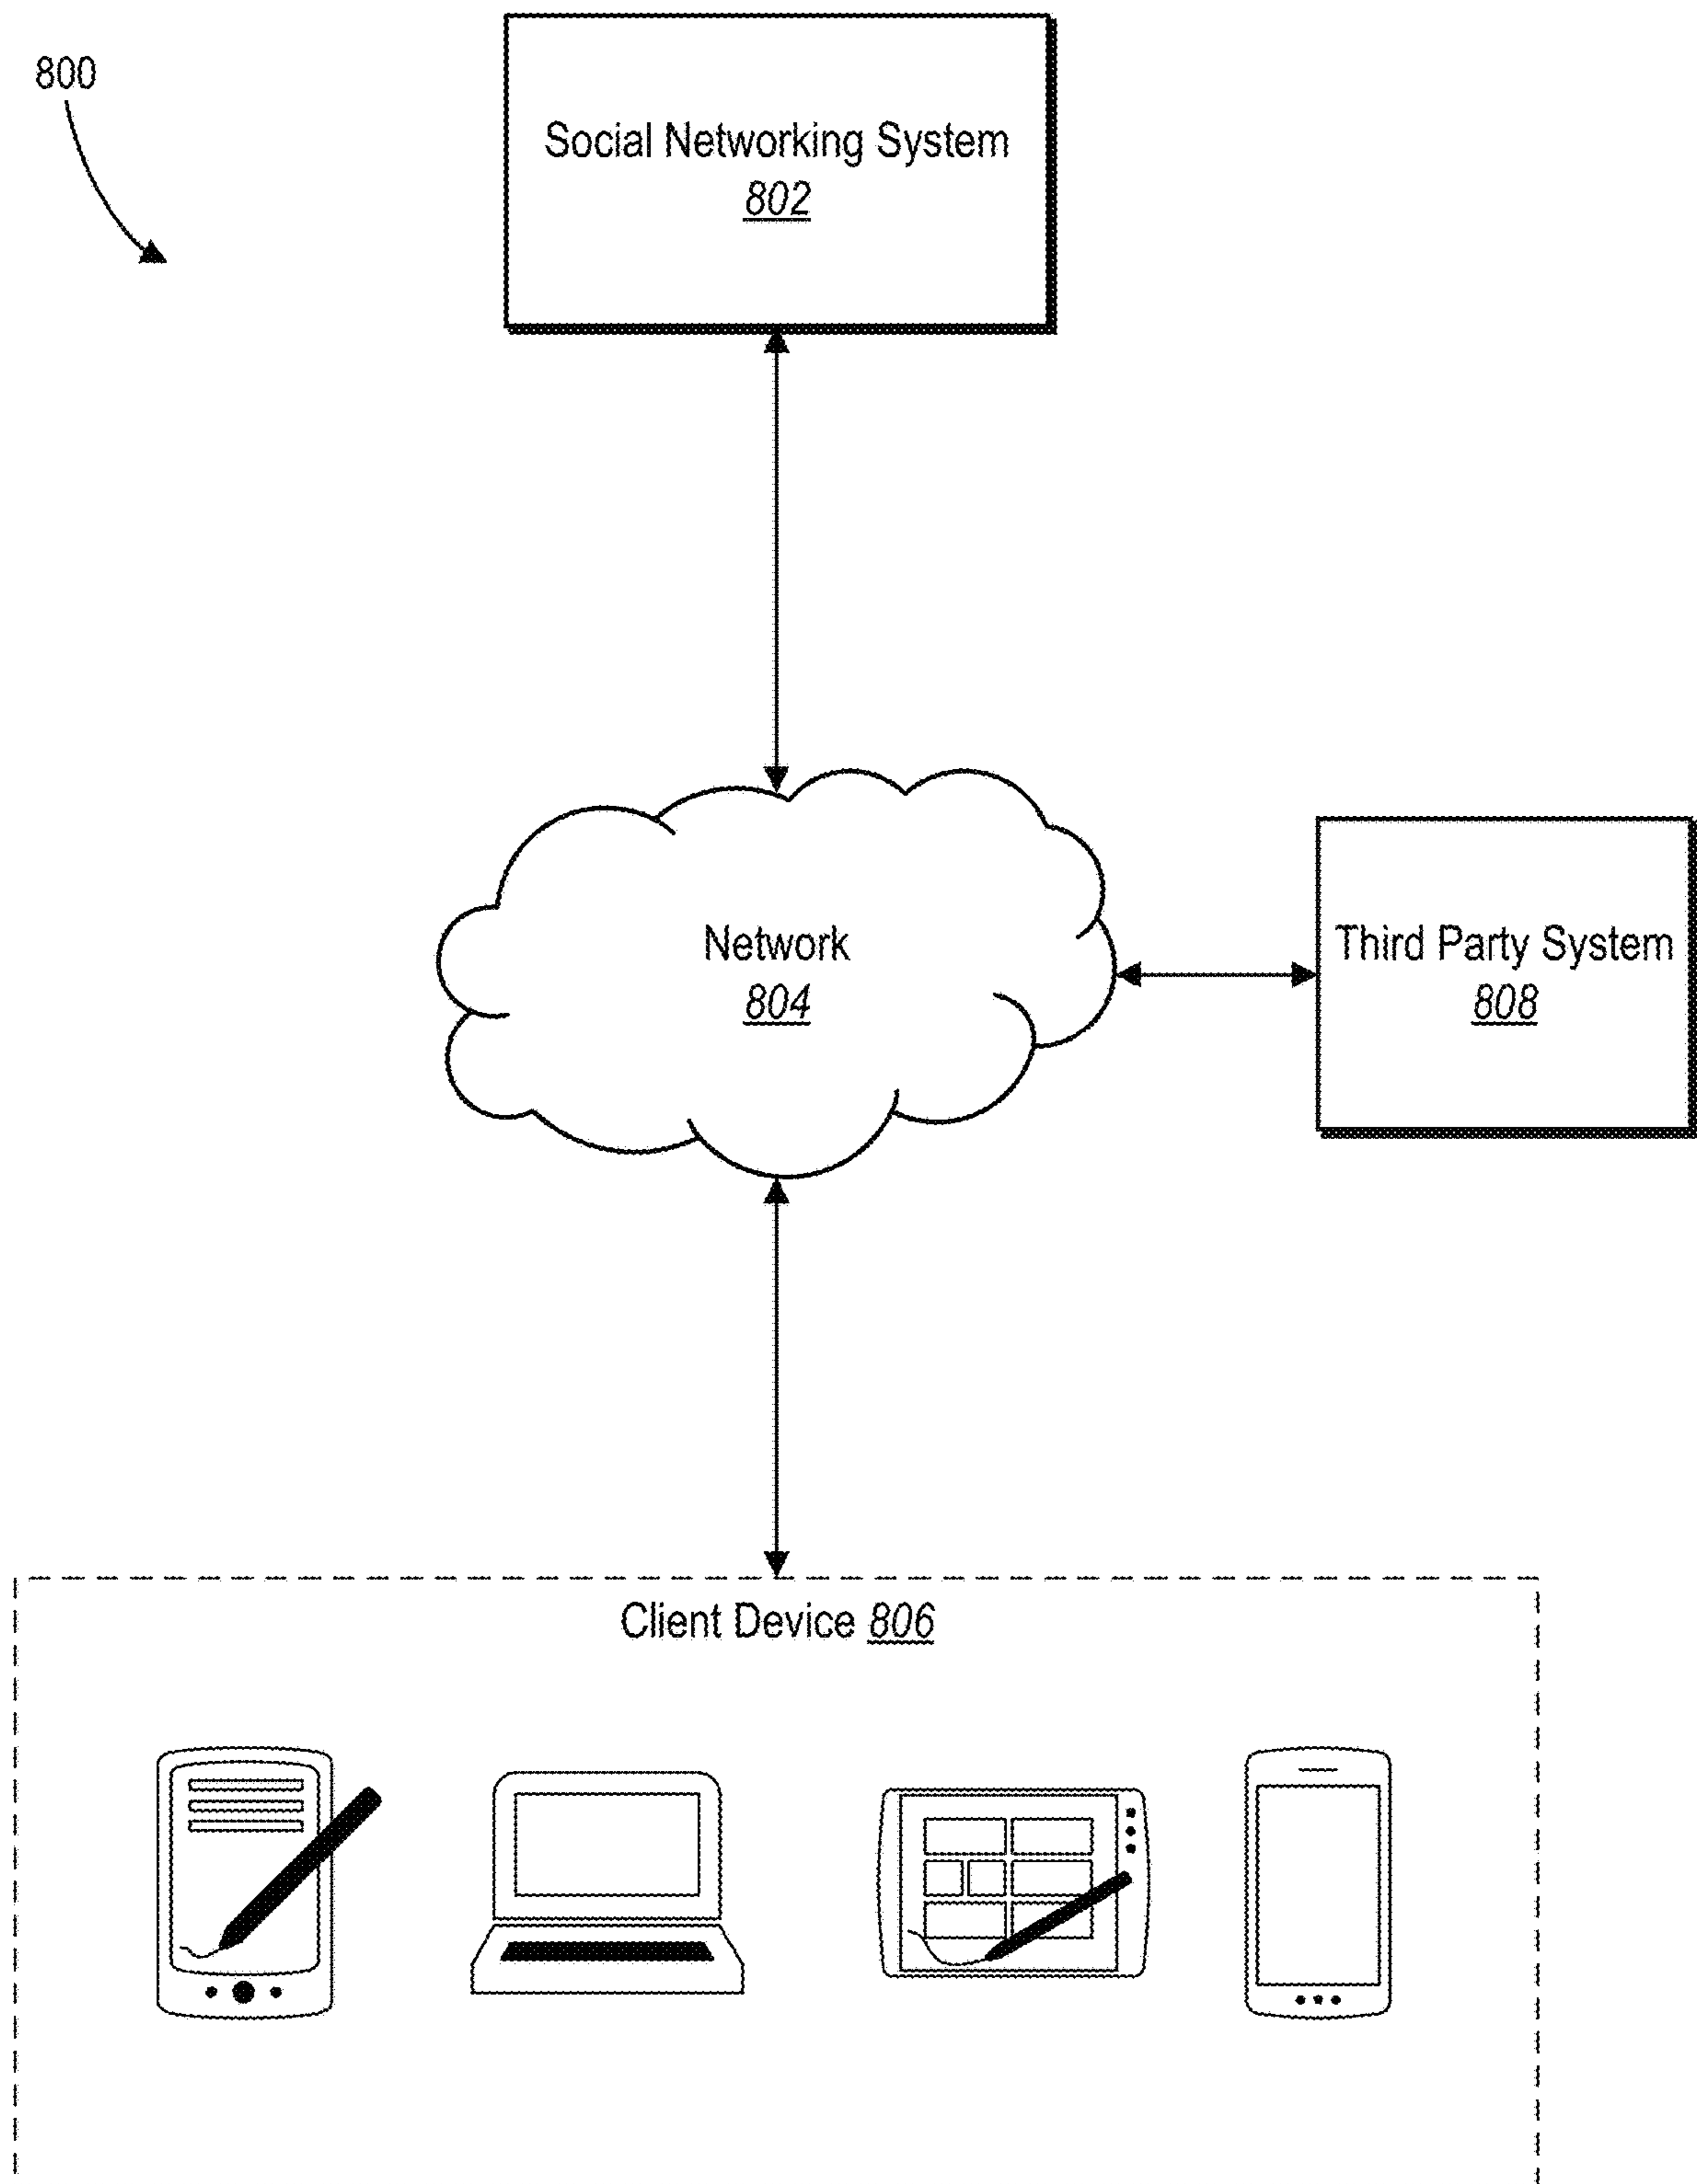 800
Social Networking System
802
Network
804
Third Party System
808
Client Device 806